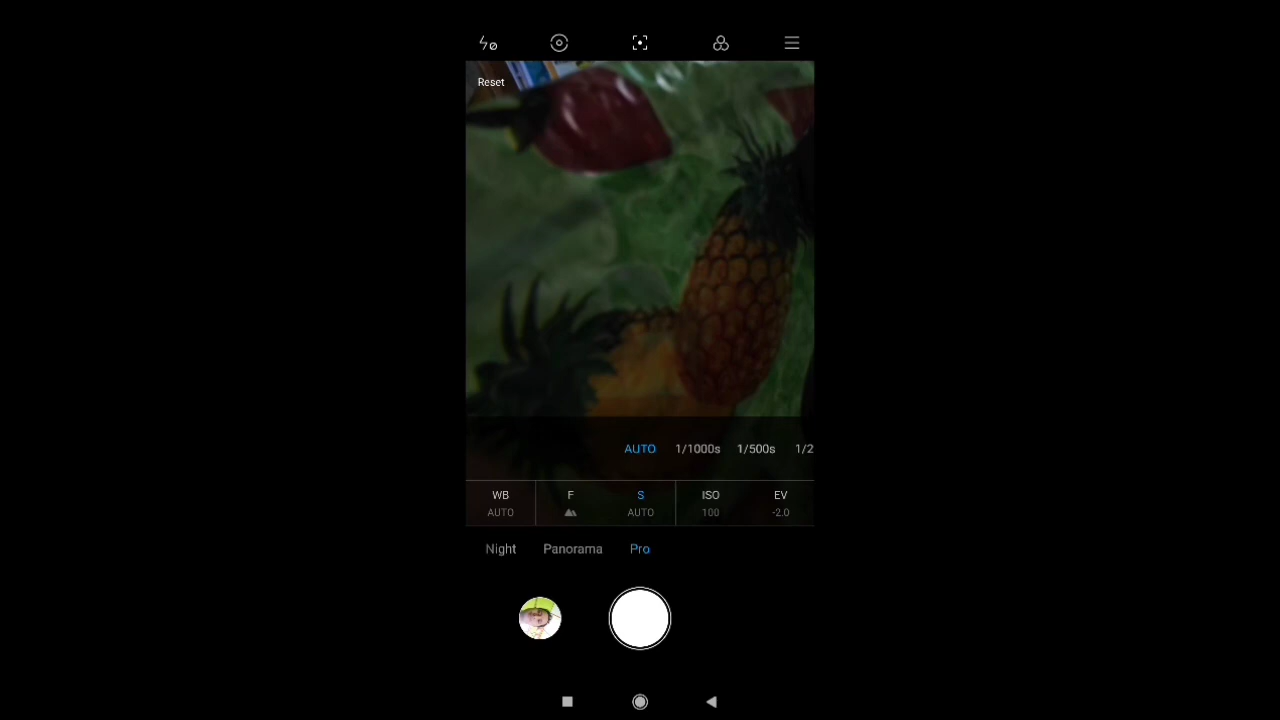 Reset
AUTO 1/1000s 1/500s 1/2
WB F S ISO EV
AUTO AUTO 100 -2.0
Night Panorama Pro